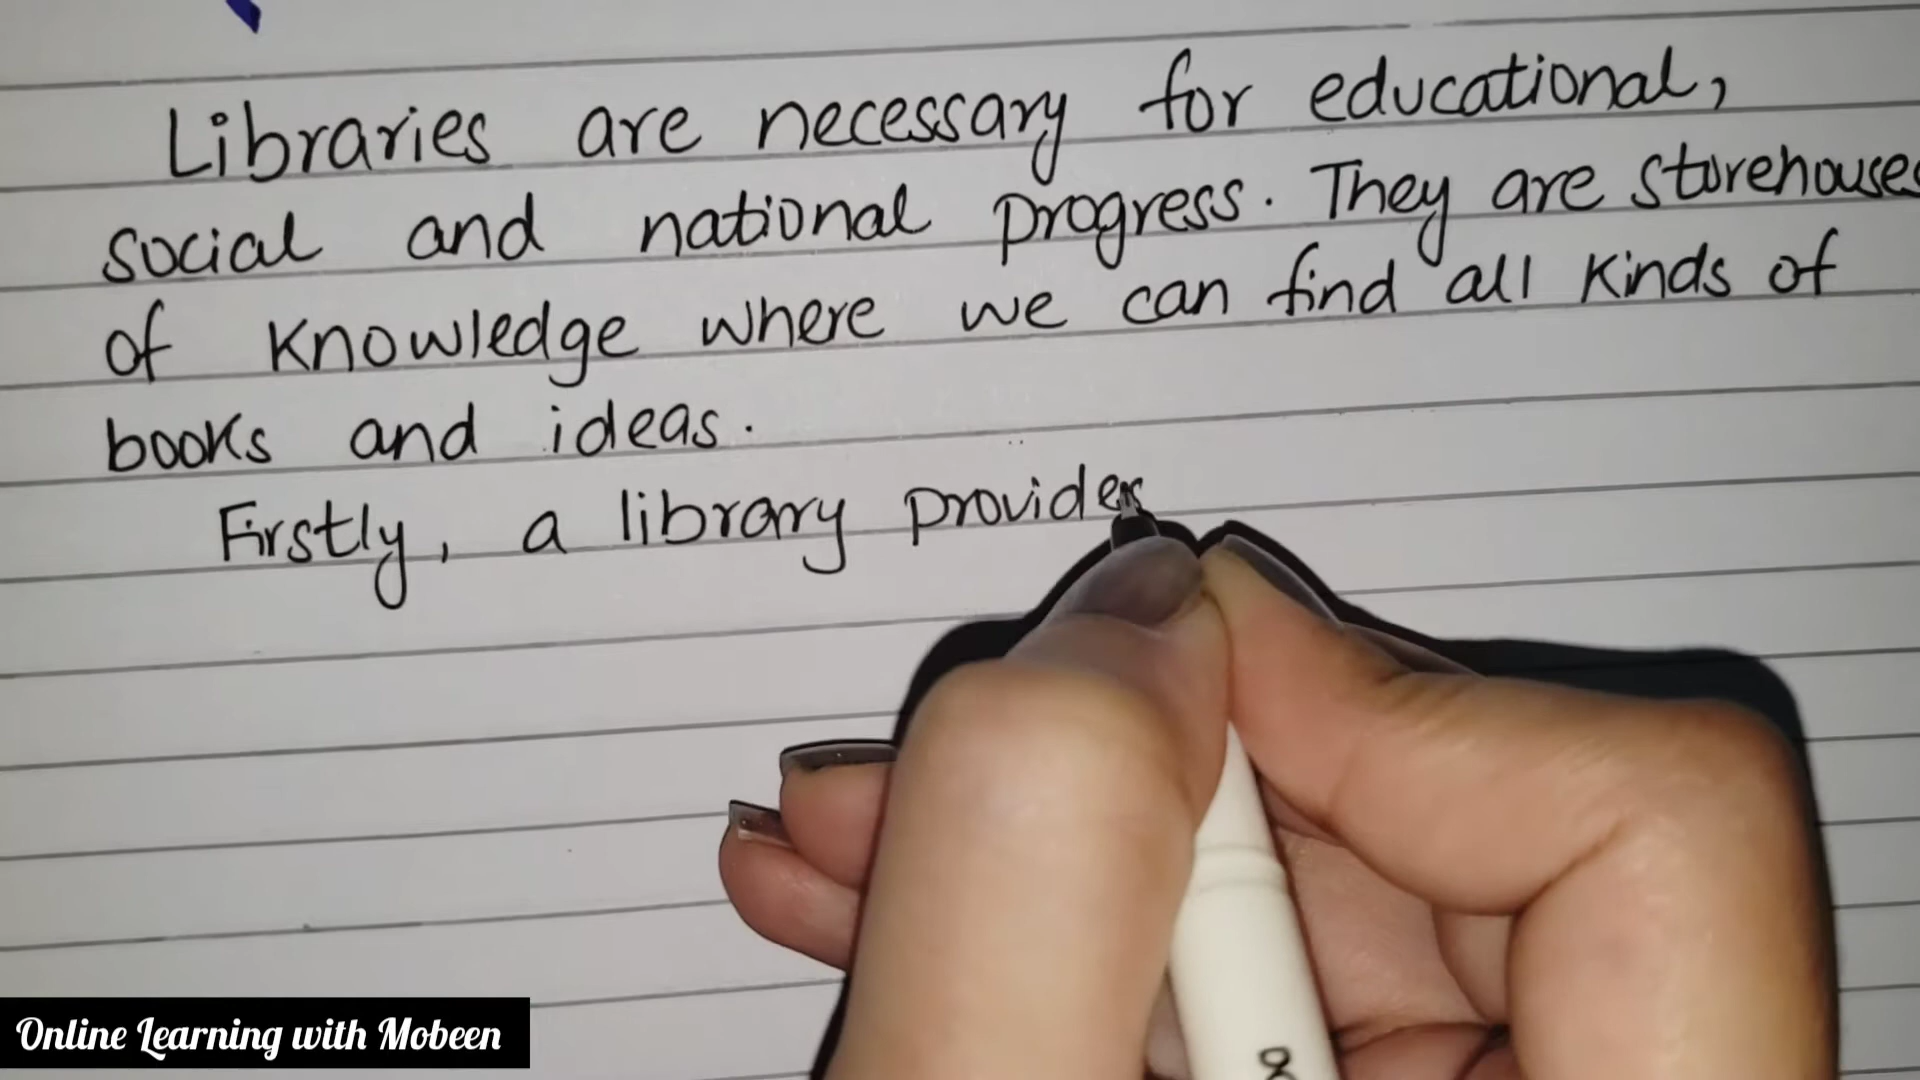 Libraries are necessary for educational,
social and national progress. They are storehouses
of knowledge where we can find all kinds of
books and ideas.
Firstly, a library provides
Online Learning with Mobeen